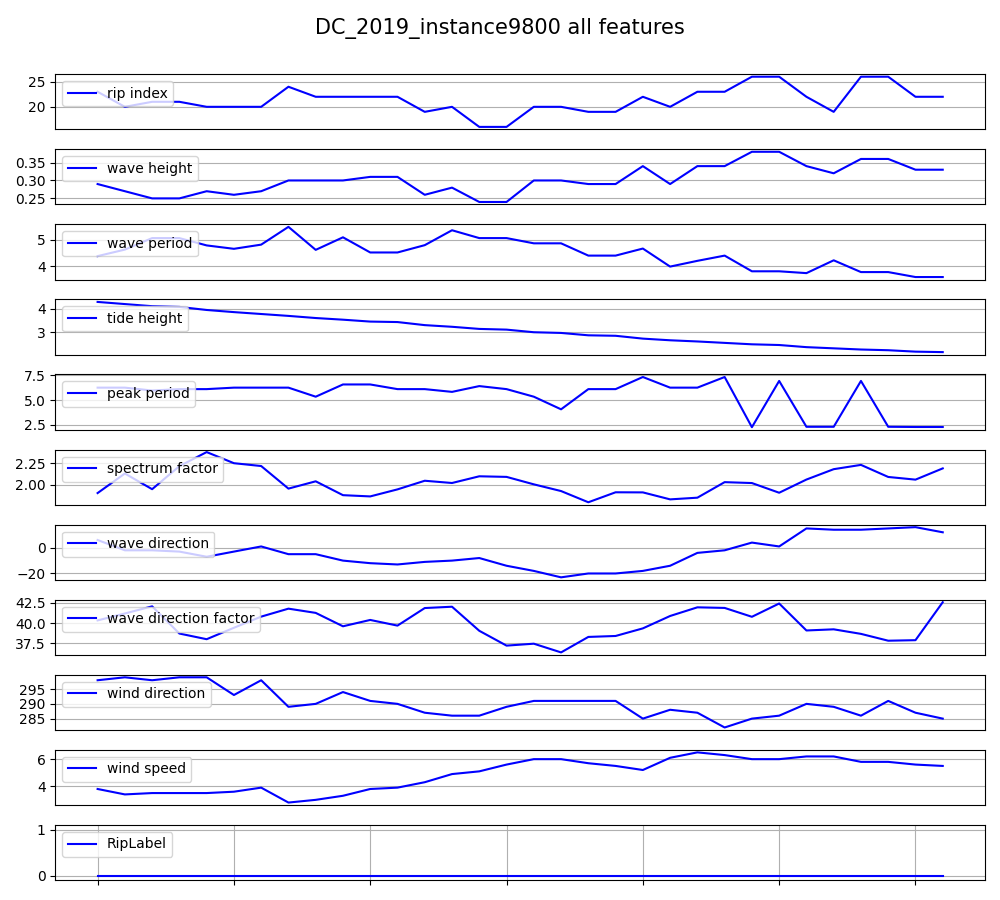 DC_2019_instance9800 all features
25
20
rip index
0.35
0.30
0.25
wave height
5
4
wave period
4
3
tide height
7.5
5.0
2.5
peak period
2.25
2.00
spectrum factor
0
−20
wave direction
42.5
40.0
37.5
wave direction factor
295
290
285
wind direction
6
4
wind speed
1
0
RipLabel